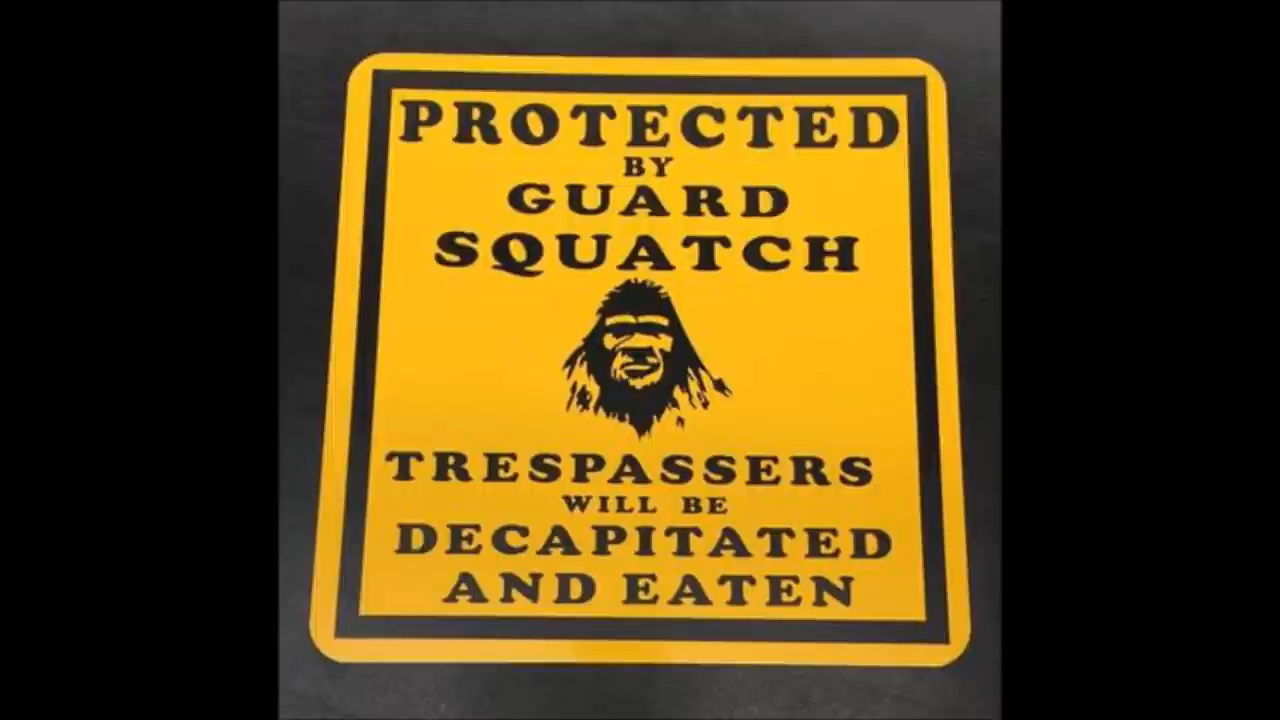 PROTECTED
BY
GUARD
SQUATCH
TRESPASSERS
WILL BE
DECAPITATED
AND EATEN